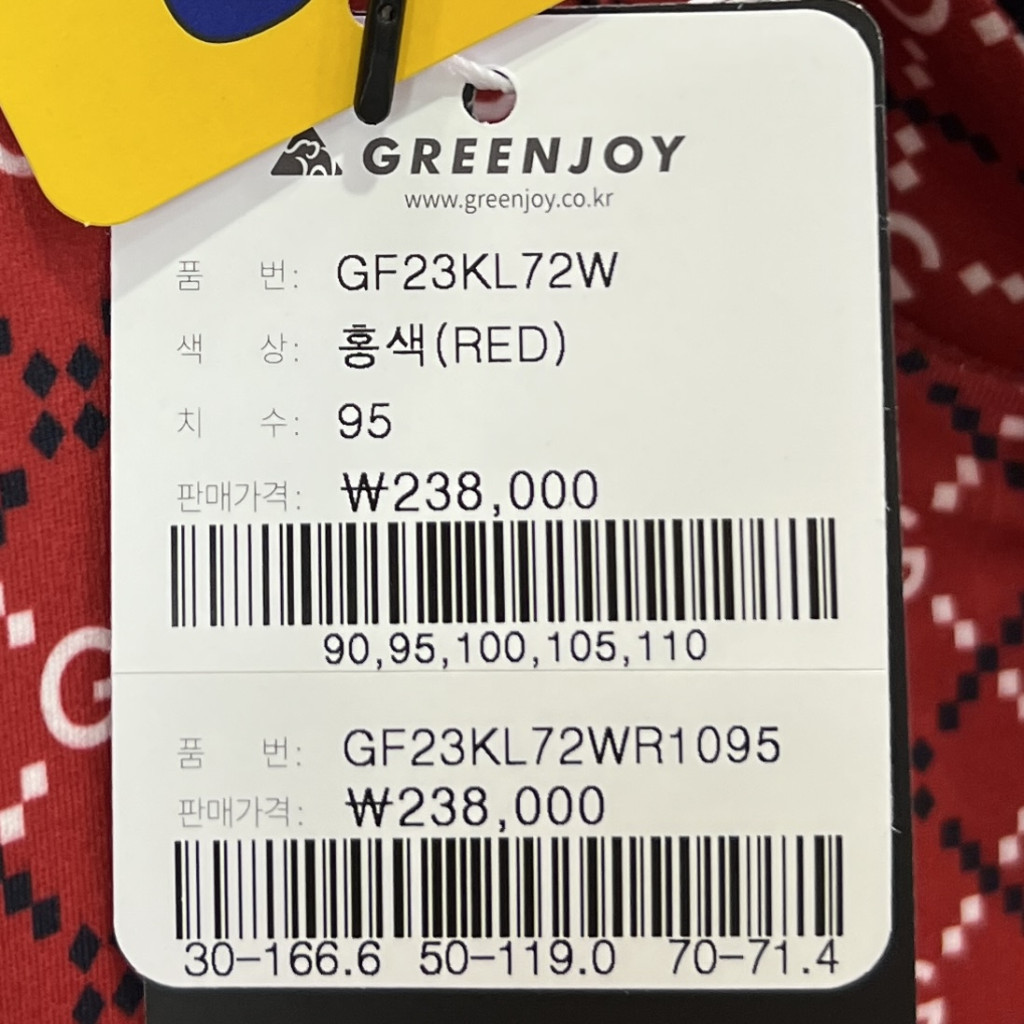 GREENJOY
www.greenjoy.co.kr
품 번: GF23KL72W
색 상: 홍색(RED)
치 수: 95
판매가격: ₩238,000
90,95,100,105,110
품 번: GF23KL72WR1095
판매가격: ₩238,000
30-166.6 50-119.0 70-71.4